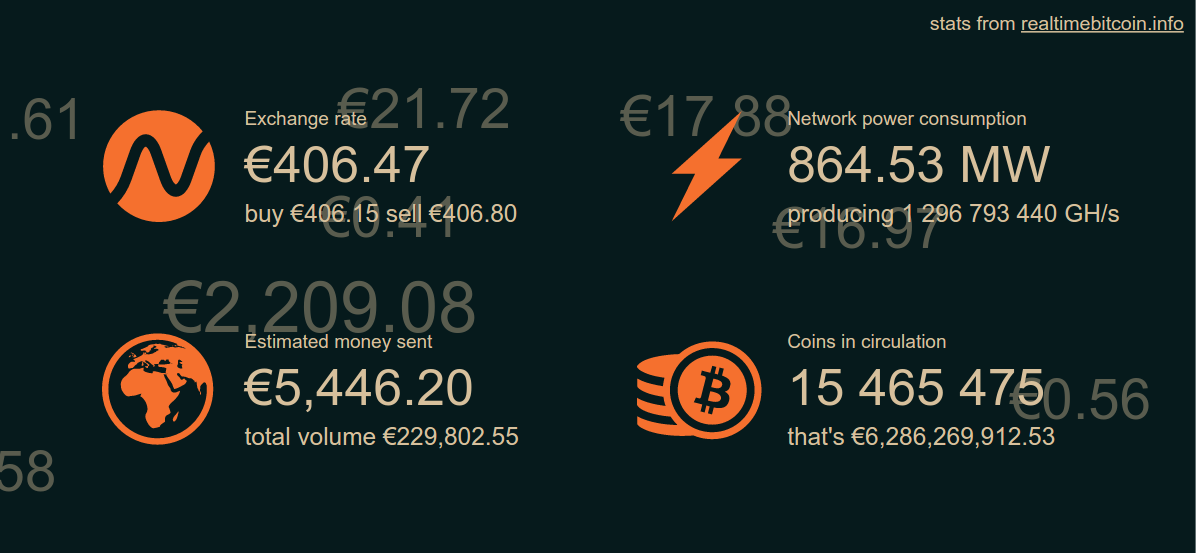 stats from realtimebitcoin.info
.61
€21.72
€17.88
Exchange rate
€406.47
buy €406.15 sell €406.80
€0.41
Network power consumption
864.53 MW
producing 1 296 793 440 GH/s
€16.97
€2,209.08
Estimated money sent
€5,446.20
total volume €229,802.55
Coins in circulation
15 465 475
that's €6,286,269,912.53
€0.56
58